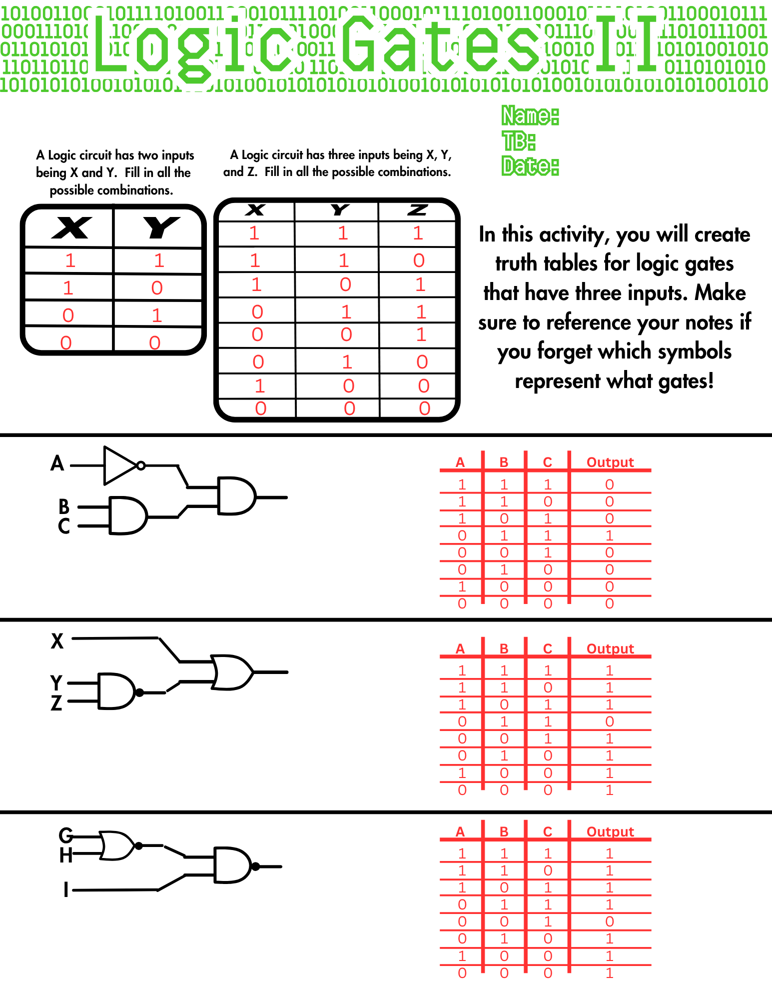 Logic Gates II
Name:
TB:
Date:
A Logic circuit has two inputs
being X and Y.  Fill in all the
possible combinations.
X Y
1 1
1 0
0 1
0 0
A Logic circuit has three inputs being X, Y,
and Z.  Fill in all the possible combinations.
X Y Z
1 1 1
1 1 0
1 0 1
0 1 1
0 0 1
0 1 0
1 0 0
0 0 0
In this activity, you will create
truth tables for logic gates
that have three inputs. Make
sure to reference your notes if
you forget which symbols
represent what gates!
A
B
C
A B C Output
1 1 1 0
1 1 0 0
1 0 1 0
0 1 1 1
0 0 1 0
0 1 0 0
1 0 0 0
0 0 0 0
X
Y
Z
A B C Output
1 1 1 1
1 1 0 1
1 0 1 1
0 1 1 0
0 0 1 1
0 1 0 1
1 0 0 1
0 0 0 1
G
H
I
A B C Output
1 1 1 1
1 1 0 1
1 0 1 1
0 1 1 1
0 0 1 0
0 1 0 1
1 0 0 1
0 0 0 1